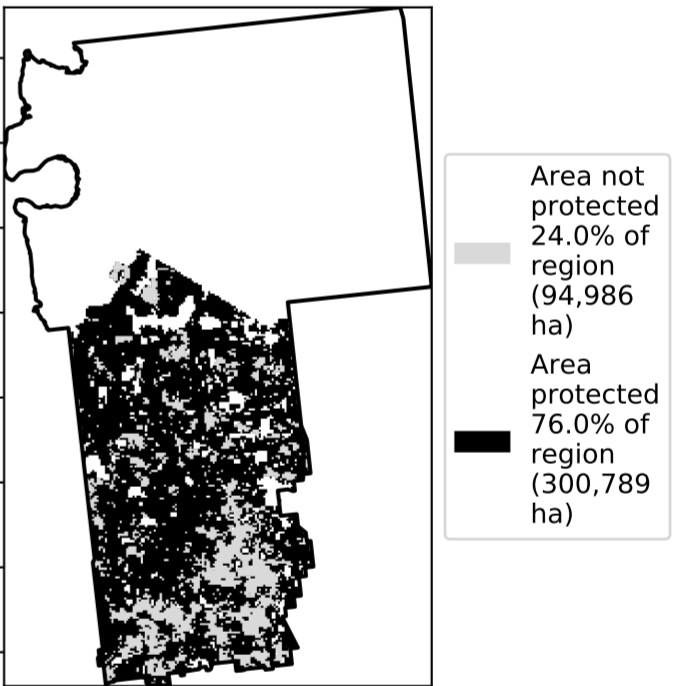 Area not
protected
24.0% of
region
(94,986
ha)
Area
protected
76.0% of
region
(300,789
ha)